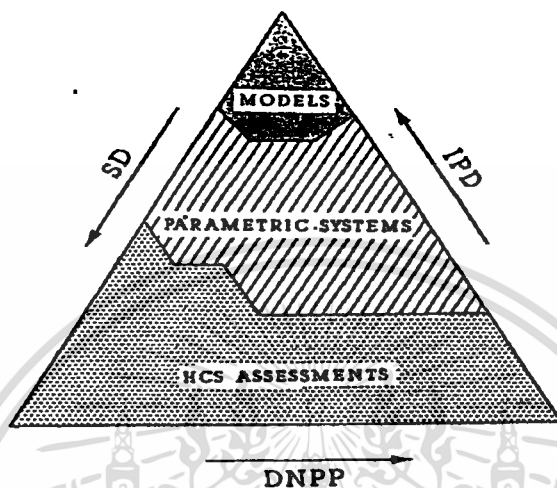 MODELS
SD
IPD
PARAMETRIC-SYSTEMS
HCS ASSESSMENTS
DNPP